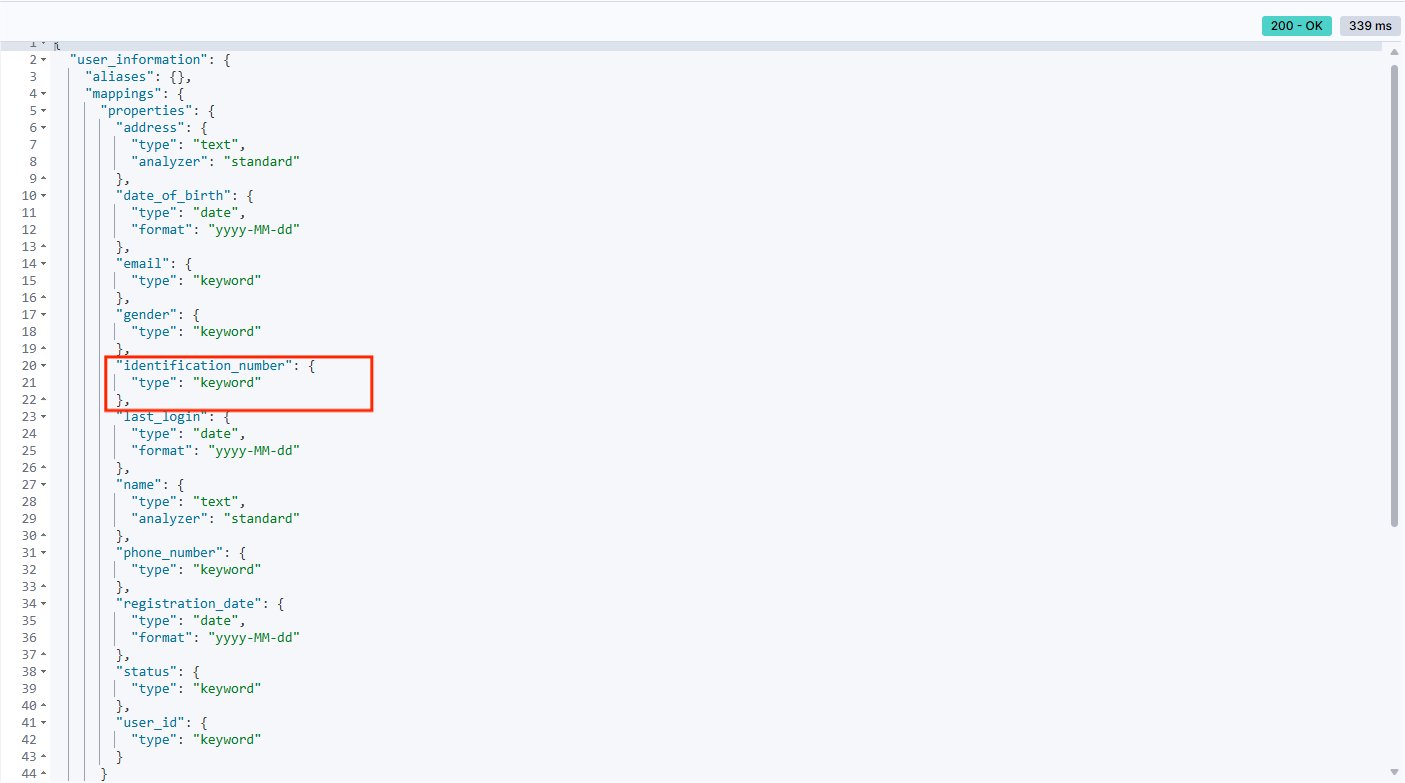 200 - OK 339 ms
1 {
2 "user_information": {
3 "aliases": {},
4 "mappings": {
5 "properties": {
6 "address": {
7 "type": "text",
8 "analyzer": "standard"
9 },
10 "date_of_birth": {
11 "type": "date",
12 "format": "yyyy-MM-dd"
13 },
14 "email": {
15 "type": "keyword"
16 },
17 "gender": {
18 "type": "keyword"
19 },
20 "identification_number": {
21 "type": "keyword"
22 },
23 "last_login": {
24 "type": "date",
25 "format": "yyyy-MM-dd"
26 },
27 "name": {
28 "type": "text",
29 "analyzer": "standard"
30 },
31 "phone_number": {
32 "type": "keyword"
33 },
34 "registration_date": {
35 "type": "date",
36 "format": "yyyy-MM-dd"
37 },
38 "status": {
39 "type": "keyword"
40 },
41 "user_id": {
42 "type": "keyword"
43 }
44 }